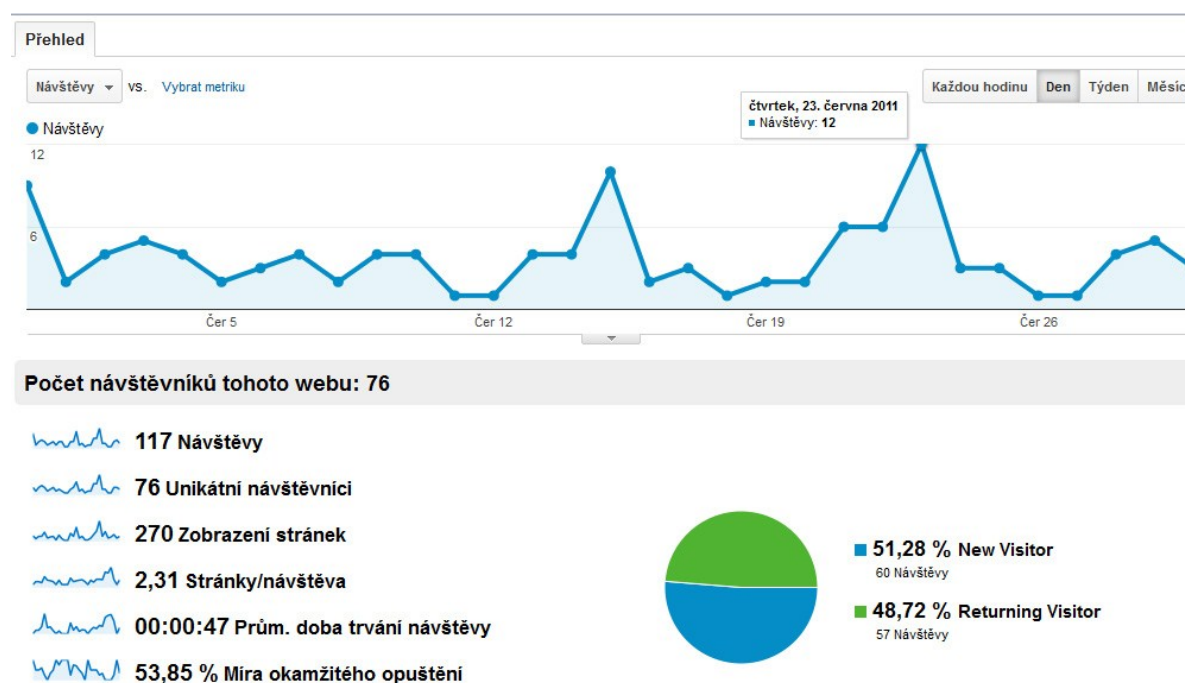 Přehled
Návštěvy vs. Vybrat metriku
Každou hodinu Den Týden Měsíc
čtvrtek, 23. června 2011
Návštěvy: 12
Návštěvy
12
6
Čer 5 Čer 12 Čer 19 Čer 26
Počet návštěvníků tohoto webu: 76
117 Návštěvy
76 Unikátní návštěvníci
270 Zobrazení stránek
2,31 Stránky/návštěva
00:00:47 Prům. doba trvání návštěvy
53,85 % Míra okamžitého opuštění
51,28 % New Visitor
60 Návštěvy
48,72 % Returning Visitor
57 Návštěvy